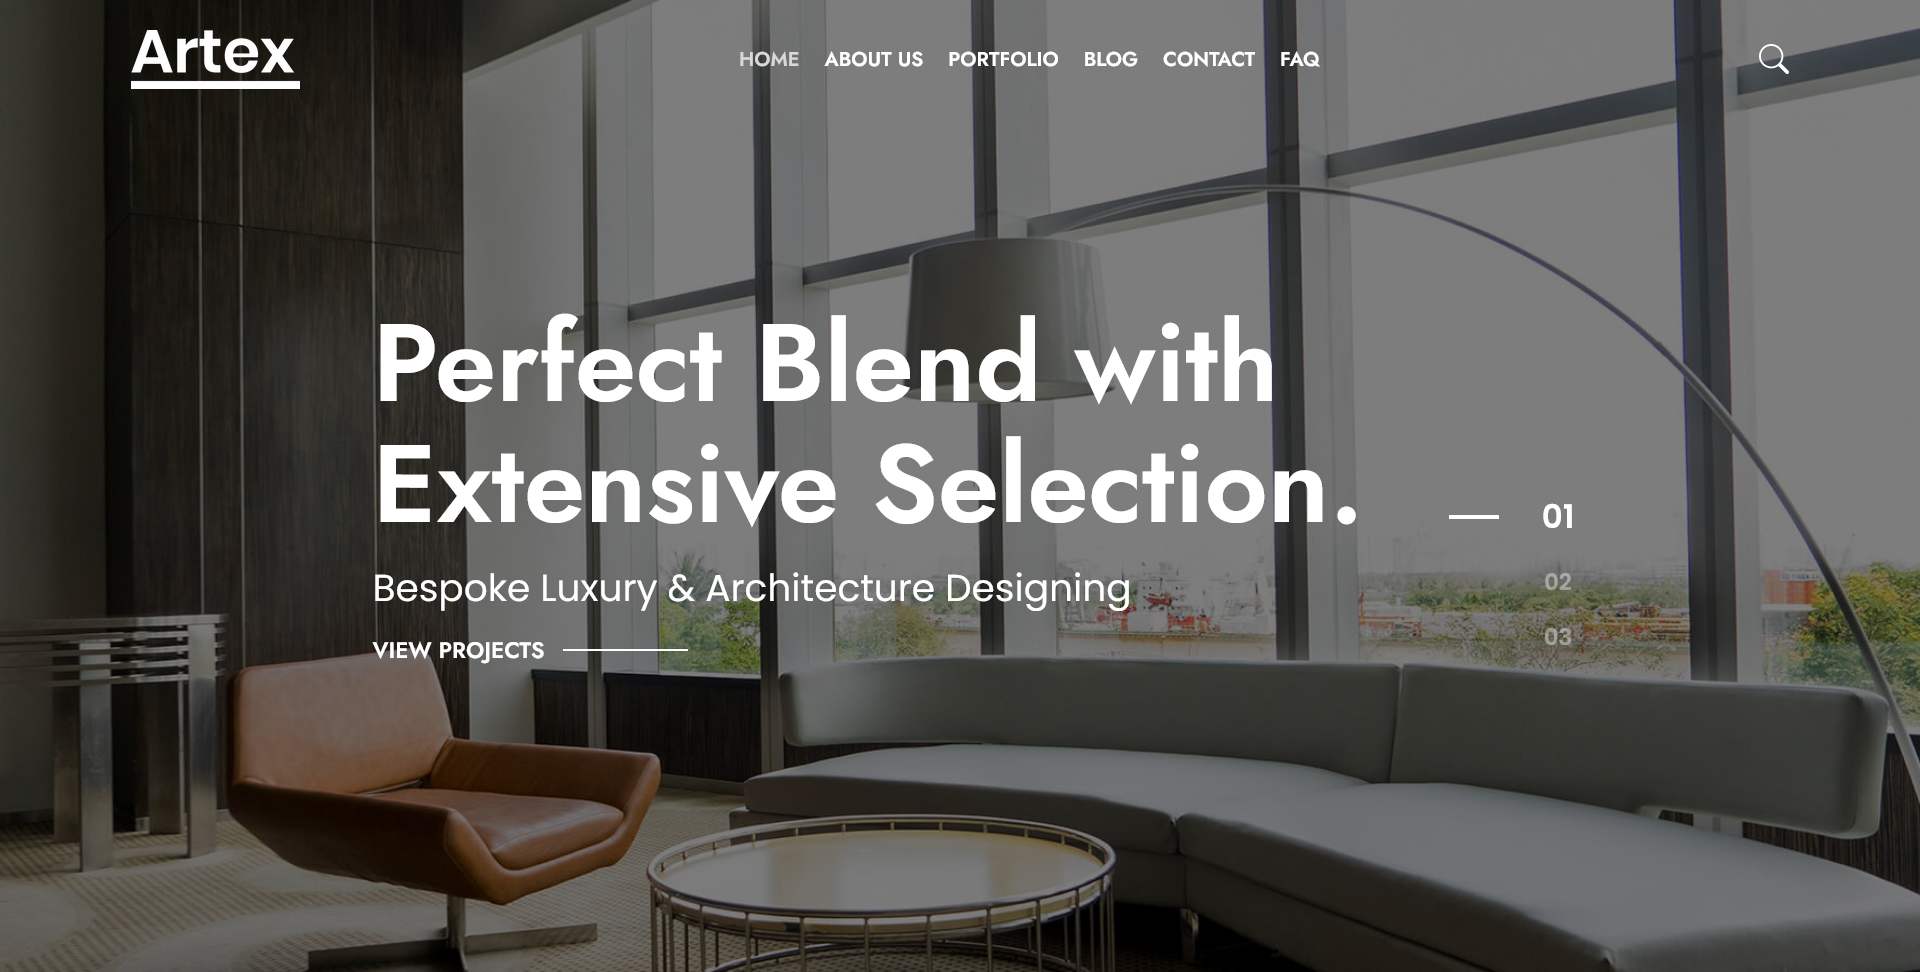 Artex
HOME ABOUT US PORTFOLIO BLOG CONTACT FAQ
Perfect Blend with
Extensive Selection.
Bespoke Luxury & Architecture Designing
VIEW PROJECTS
01
02
03